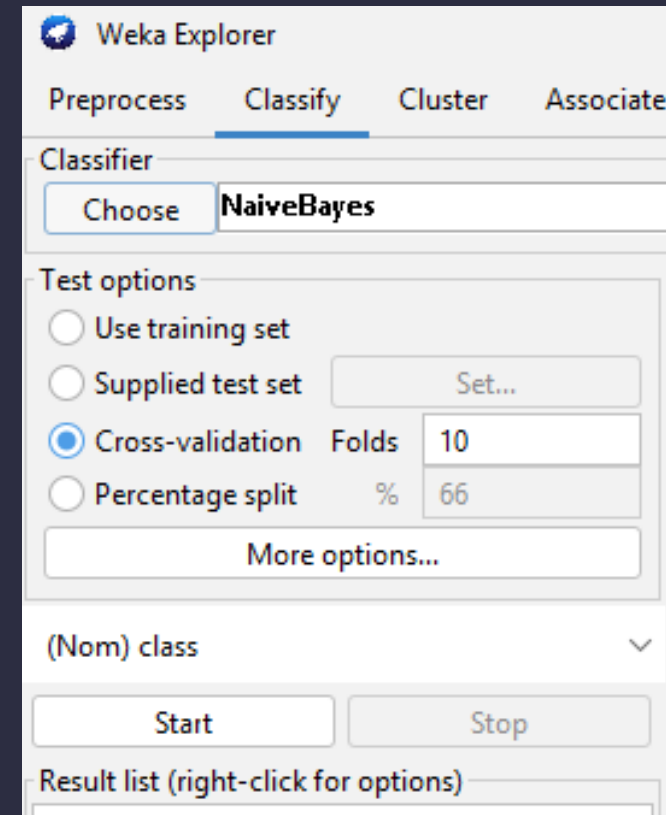 Weka Explorer
Preprocess Classify Cluster Associate
Classifier
Choose NaiveBayes
Test options
Use training set
Supplied test set Set...
Cross-validation Folds 10
Percentage split % 66
More options...
(Nom) class
Start Stop
Result list (right-click for options)